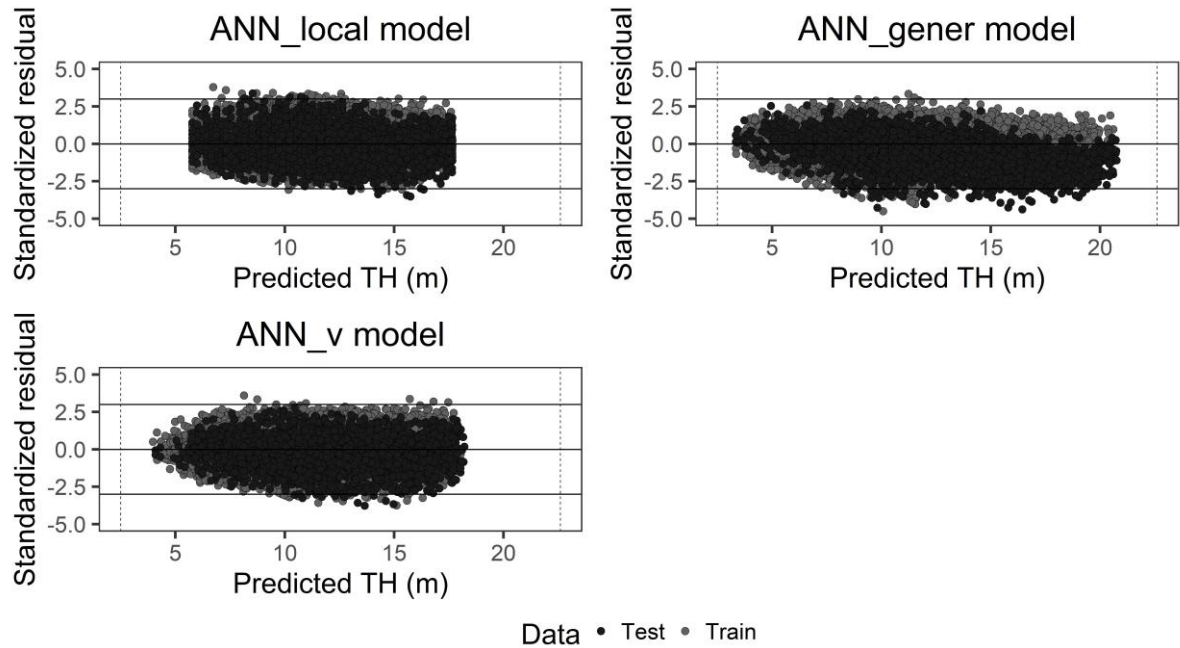 ANN_local model
Standardized residual
5.0
2.5
0.0
-2.5
-5.0
5 10 15 20
Predicted TH (m)
ANN_gener model
Standardized residual
5.0
2.5
0.0
-2.5
-5.0
5 10 15 20
Predicted TH (m)
ANN_v model
Standardized residual
5.0
2.5
0.0
-2.5
-5.0
5 10 15 20
Predicted TH (m)
Data Test Train